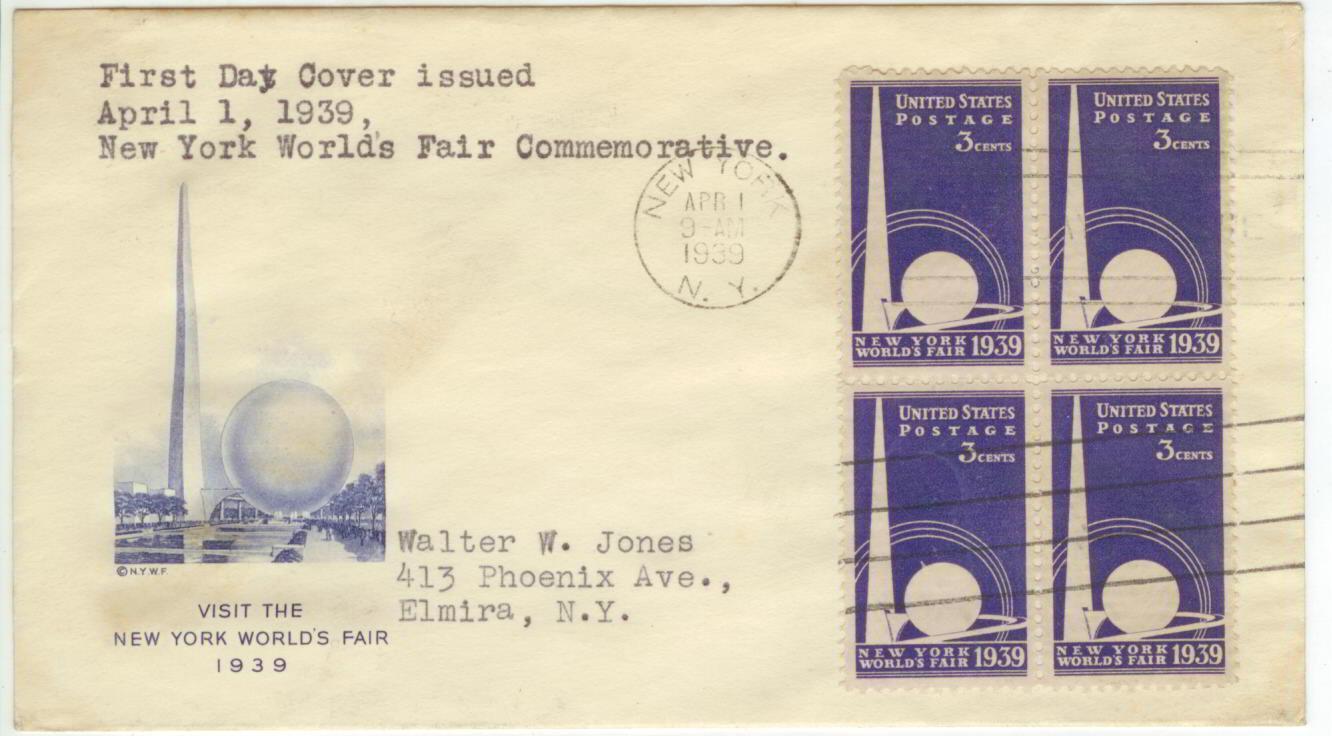 First Day Cover issued
April 1, 1939,
New York World's Fair Commemorative.
NEW YORK
APR 1
9-AM
1939
N. Y.
UNITED STATES
POSTAGE
3 CENTS
NEW YORK
WORLD'S FAIR 1939
UNITED STATES
POSTAGE
3 CENTS
NEW YORK
WORLD'S FAIR 1939
UNITED STATES
POSTAGE
3 CENTS
NEW YORK
WORLD'S FAIR 1939
UNITED STATES
POSTAGE
3 CENTS
NEW YORK
WORLD'S FAIR 1939
© N.Y.W.F.
VISIT THE
NEW YORK WORLD'S FAIR
1939
Walter W. Jones
413 Phoenix Ave.,
Elmira, N.Y.